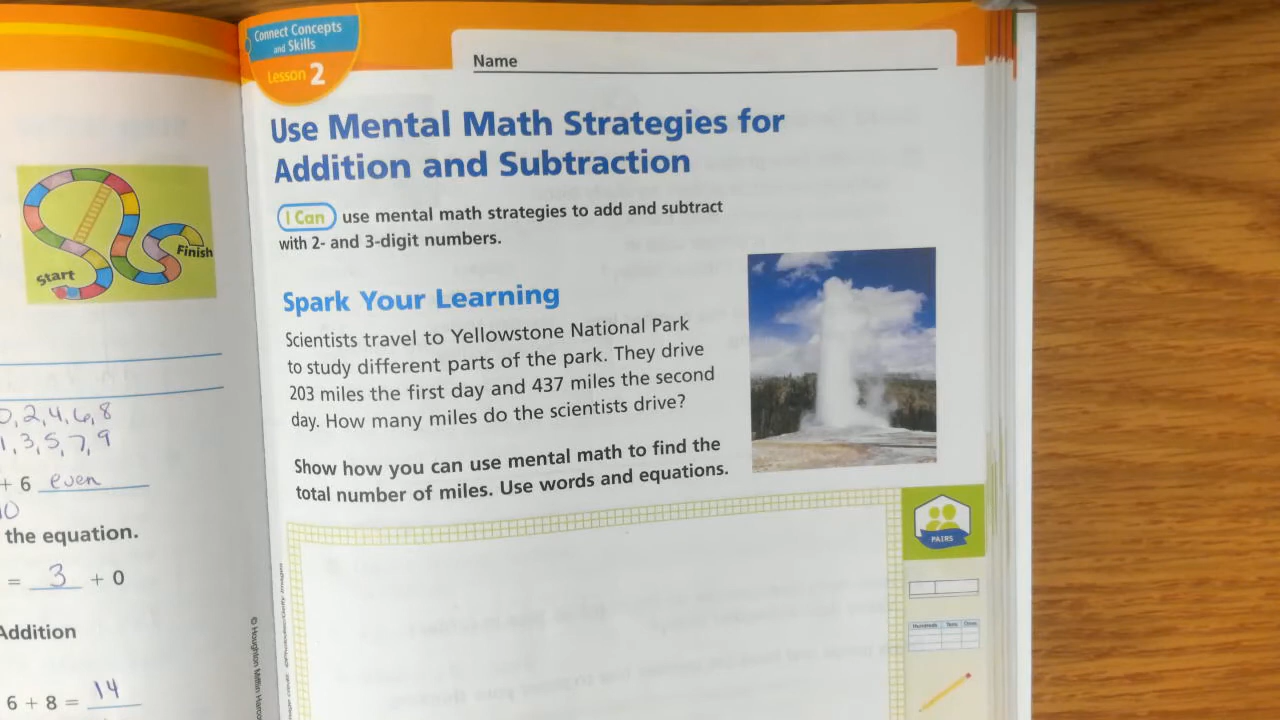 Start
Finish
0, 2, 4, 6, 8
1, 3, 5, 7, 9
+ 6 even
10
the equation.
= 3 + 0
Addition
6 + 8 = 14
Connect Concepts
and Skills
Lesson 2
Name
Use Mental Math Strategies for
Addition and Subtraction
I Can use mental math strategies to add and subtract
with 2- and 3-digit numbers.
Spark Your Learning
Scientists travel to Yellowstone National Park
to study different parts of the park. They drive
203 miles the first day and 437 miles the second
day. How many miles do the scientists drive?
Show how you can use mental math to find the
total number of miles. Use words and equations.
PAIRS
Hundreds Tens Ones
© Houghton Mifflin